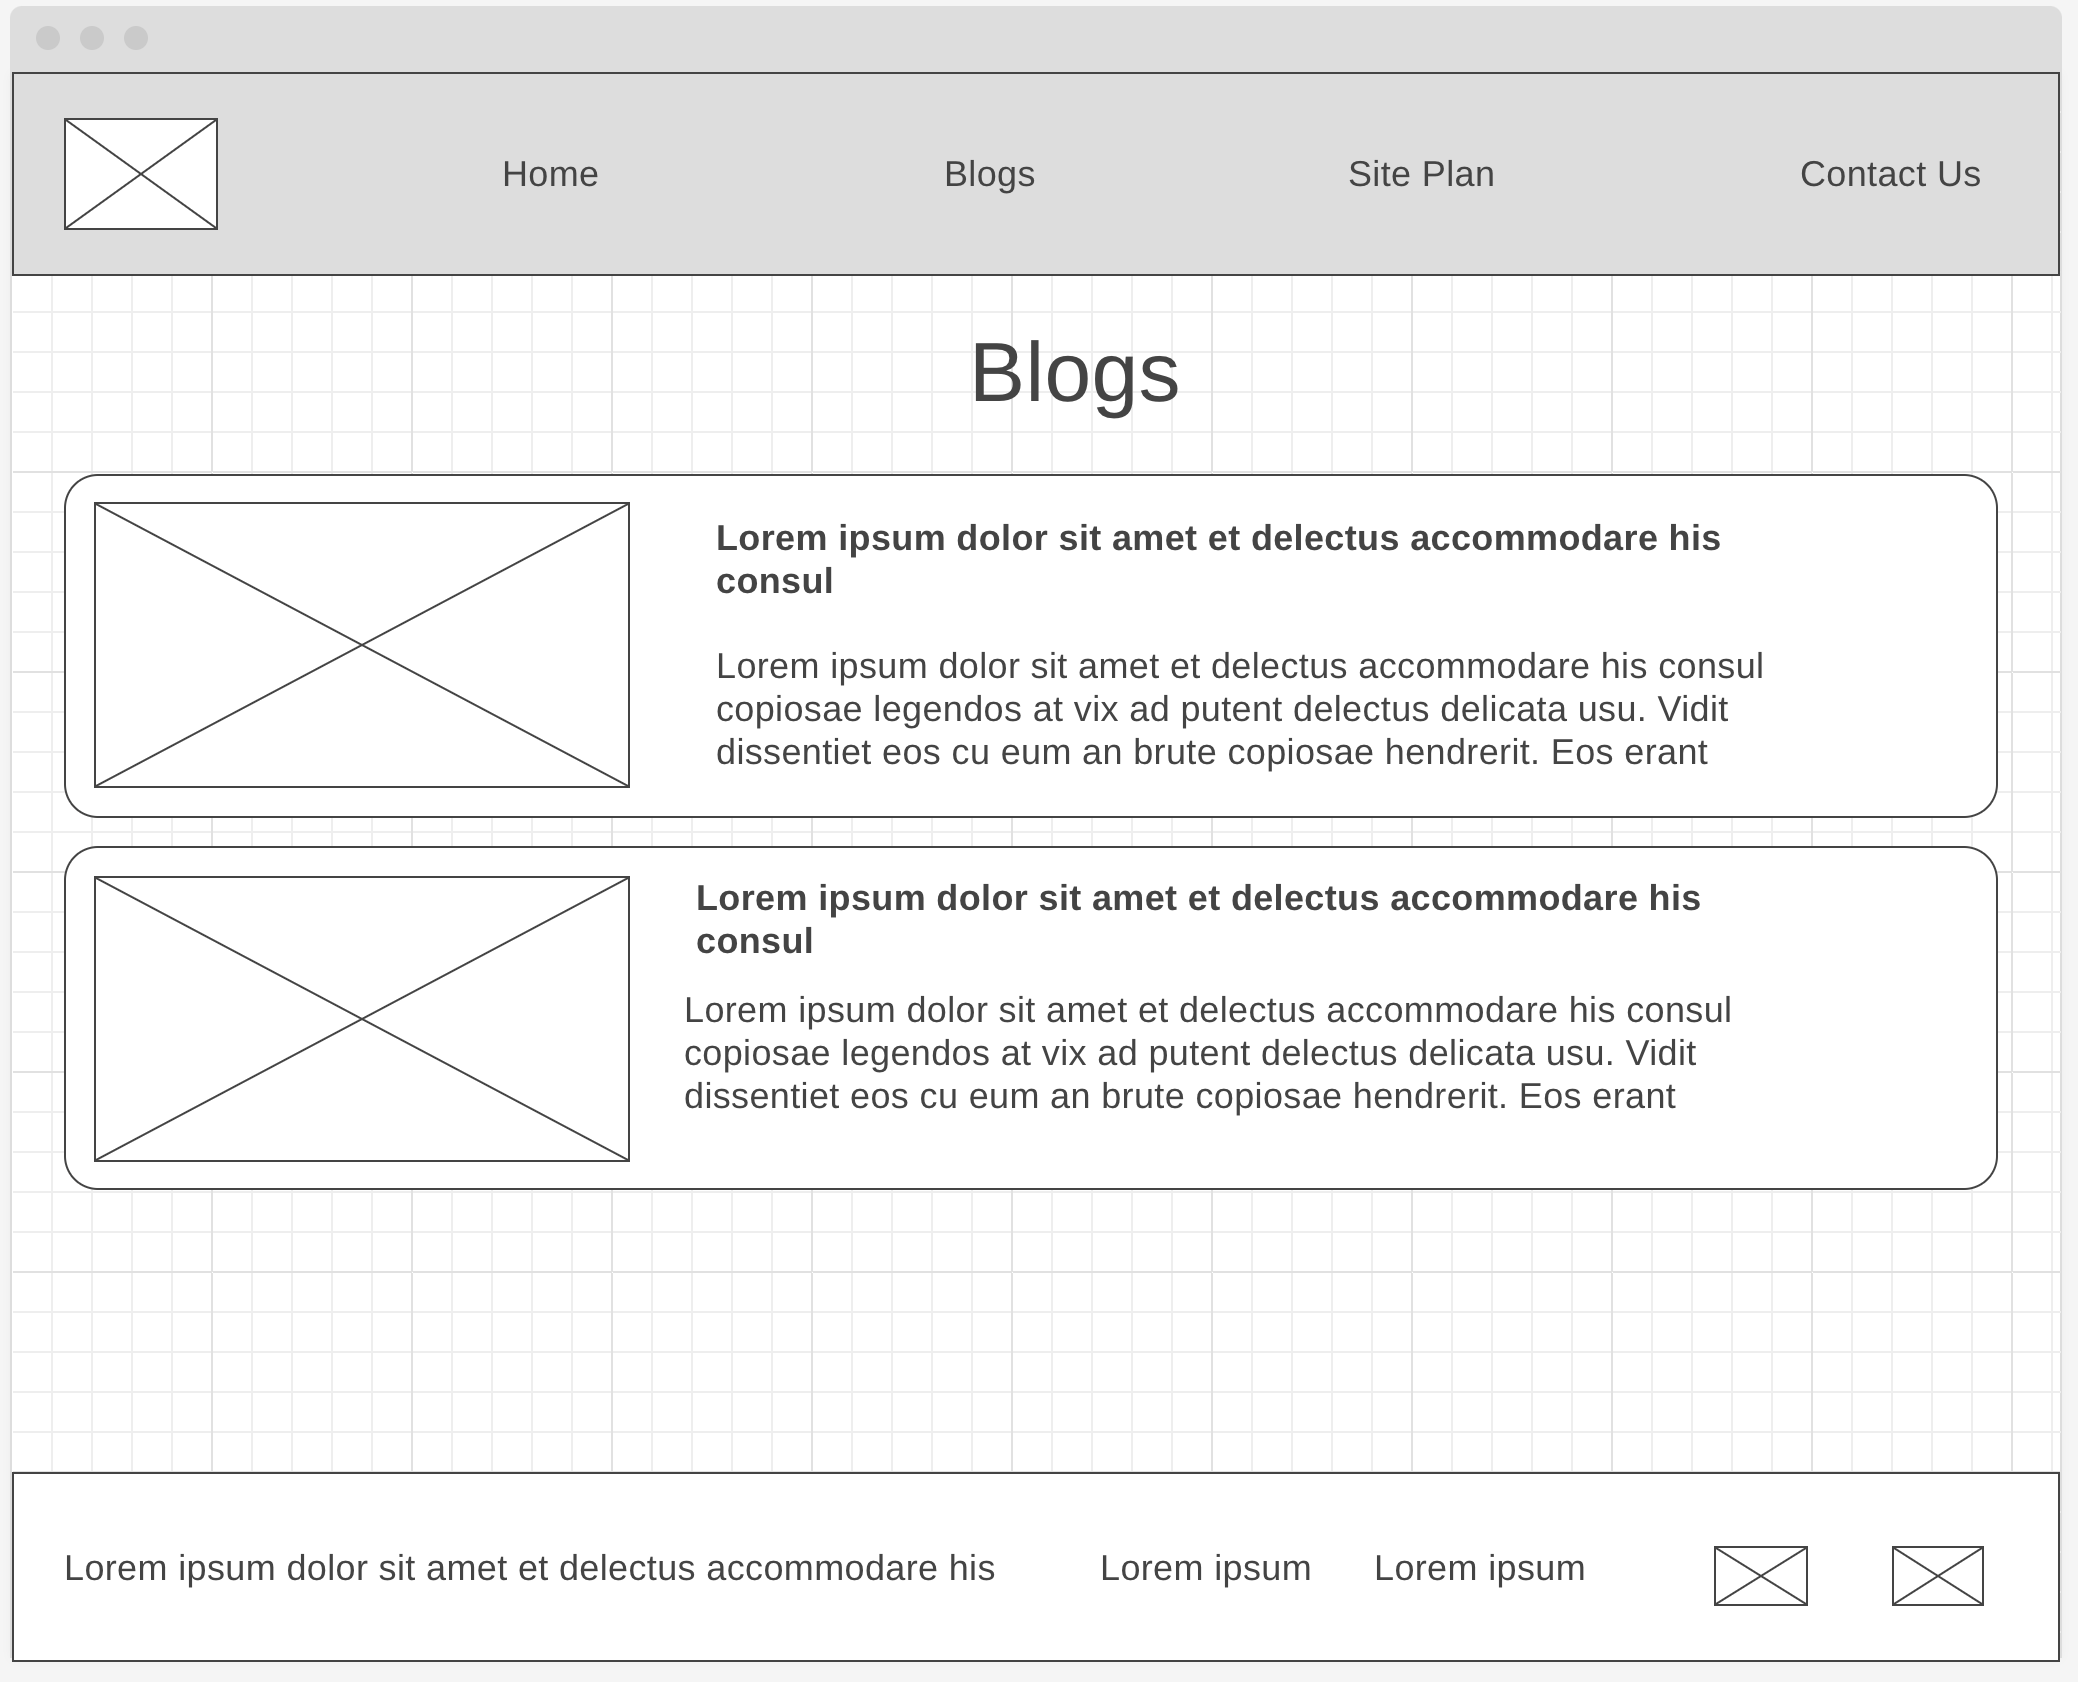 Home
Blogs
Site Plan
Contact Us
Blogs
Lorem ipsum dolor sit amet et delectus accommodare his
consul
Lorem ipsum dolor sit amet et delectus accommodare his consul
copiosae legendos at vix ad putent delectus delicata usu. Vidit
dissentiet eos cu eum an brute copiosae hendrerit. Eos erant
Lorem ipsum dolor sit amet et delectus accommodare his
consul
Lorem ipsum dolor sit amet et delectus accommodare his consul
copiosae legendos at vix ad putent delectus delicata usu. Vidit
dissentiet eos cu eum an brute copiosae hendrerit. Eos erant
Lorem ipsum dolor sit amet et delectus accommodare his
Lorem ipsum
Lorem ipsum